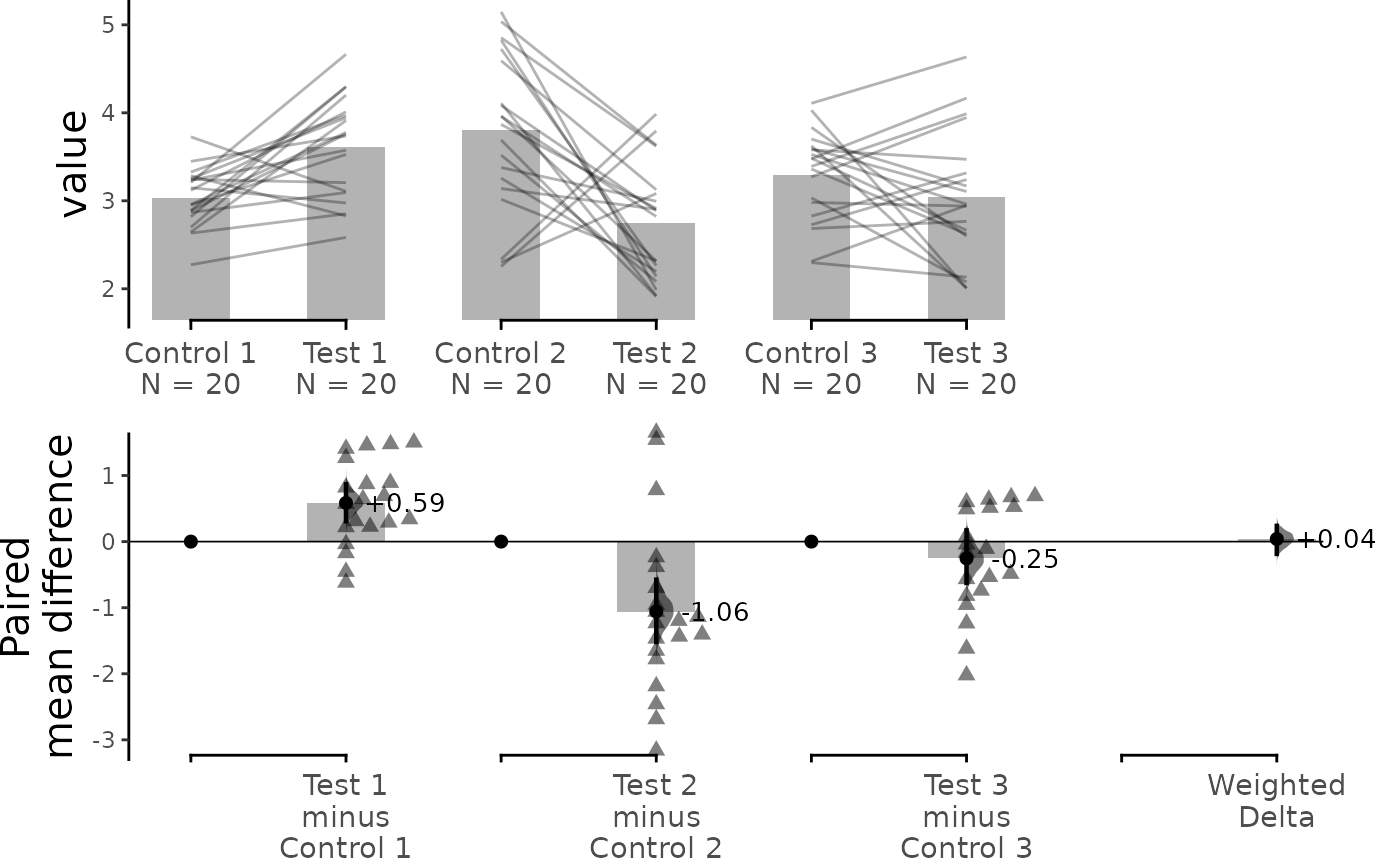 value
5
4
3
2
Control 1 Test 1 Control 2 Test 2 Control 3 Test 3
N = 20 N = 20 N = 20 N = 20 N = 20 N = 20
Paired
mean difference
1
0
-1
-2
-3
+0.59
-1.06
-0.25
+0.04
Test 1 Test 2 Test 3 Weighted
minus minus minus Delta
Control 1 Control 2 Control 3